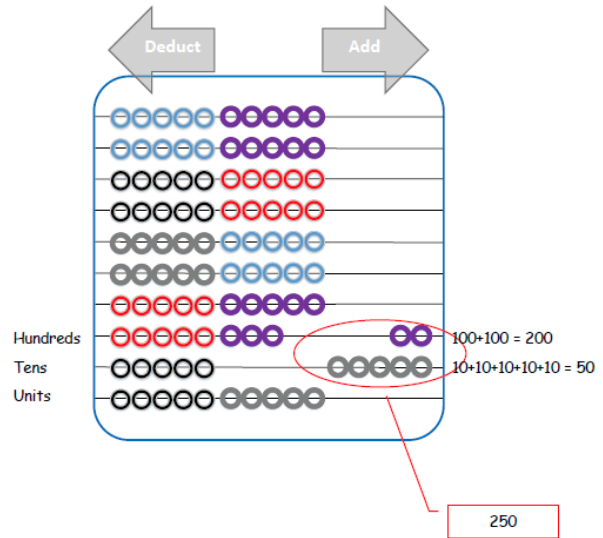 Deduct
Add
Hundreds
100+100 = 200
Tens
10+10+10+10+10 = 50
Units
250